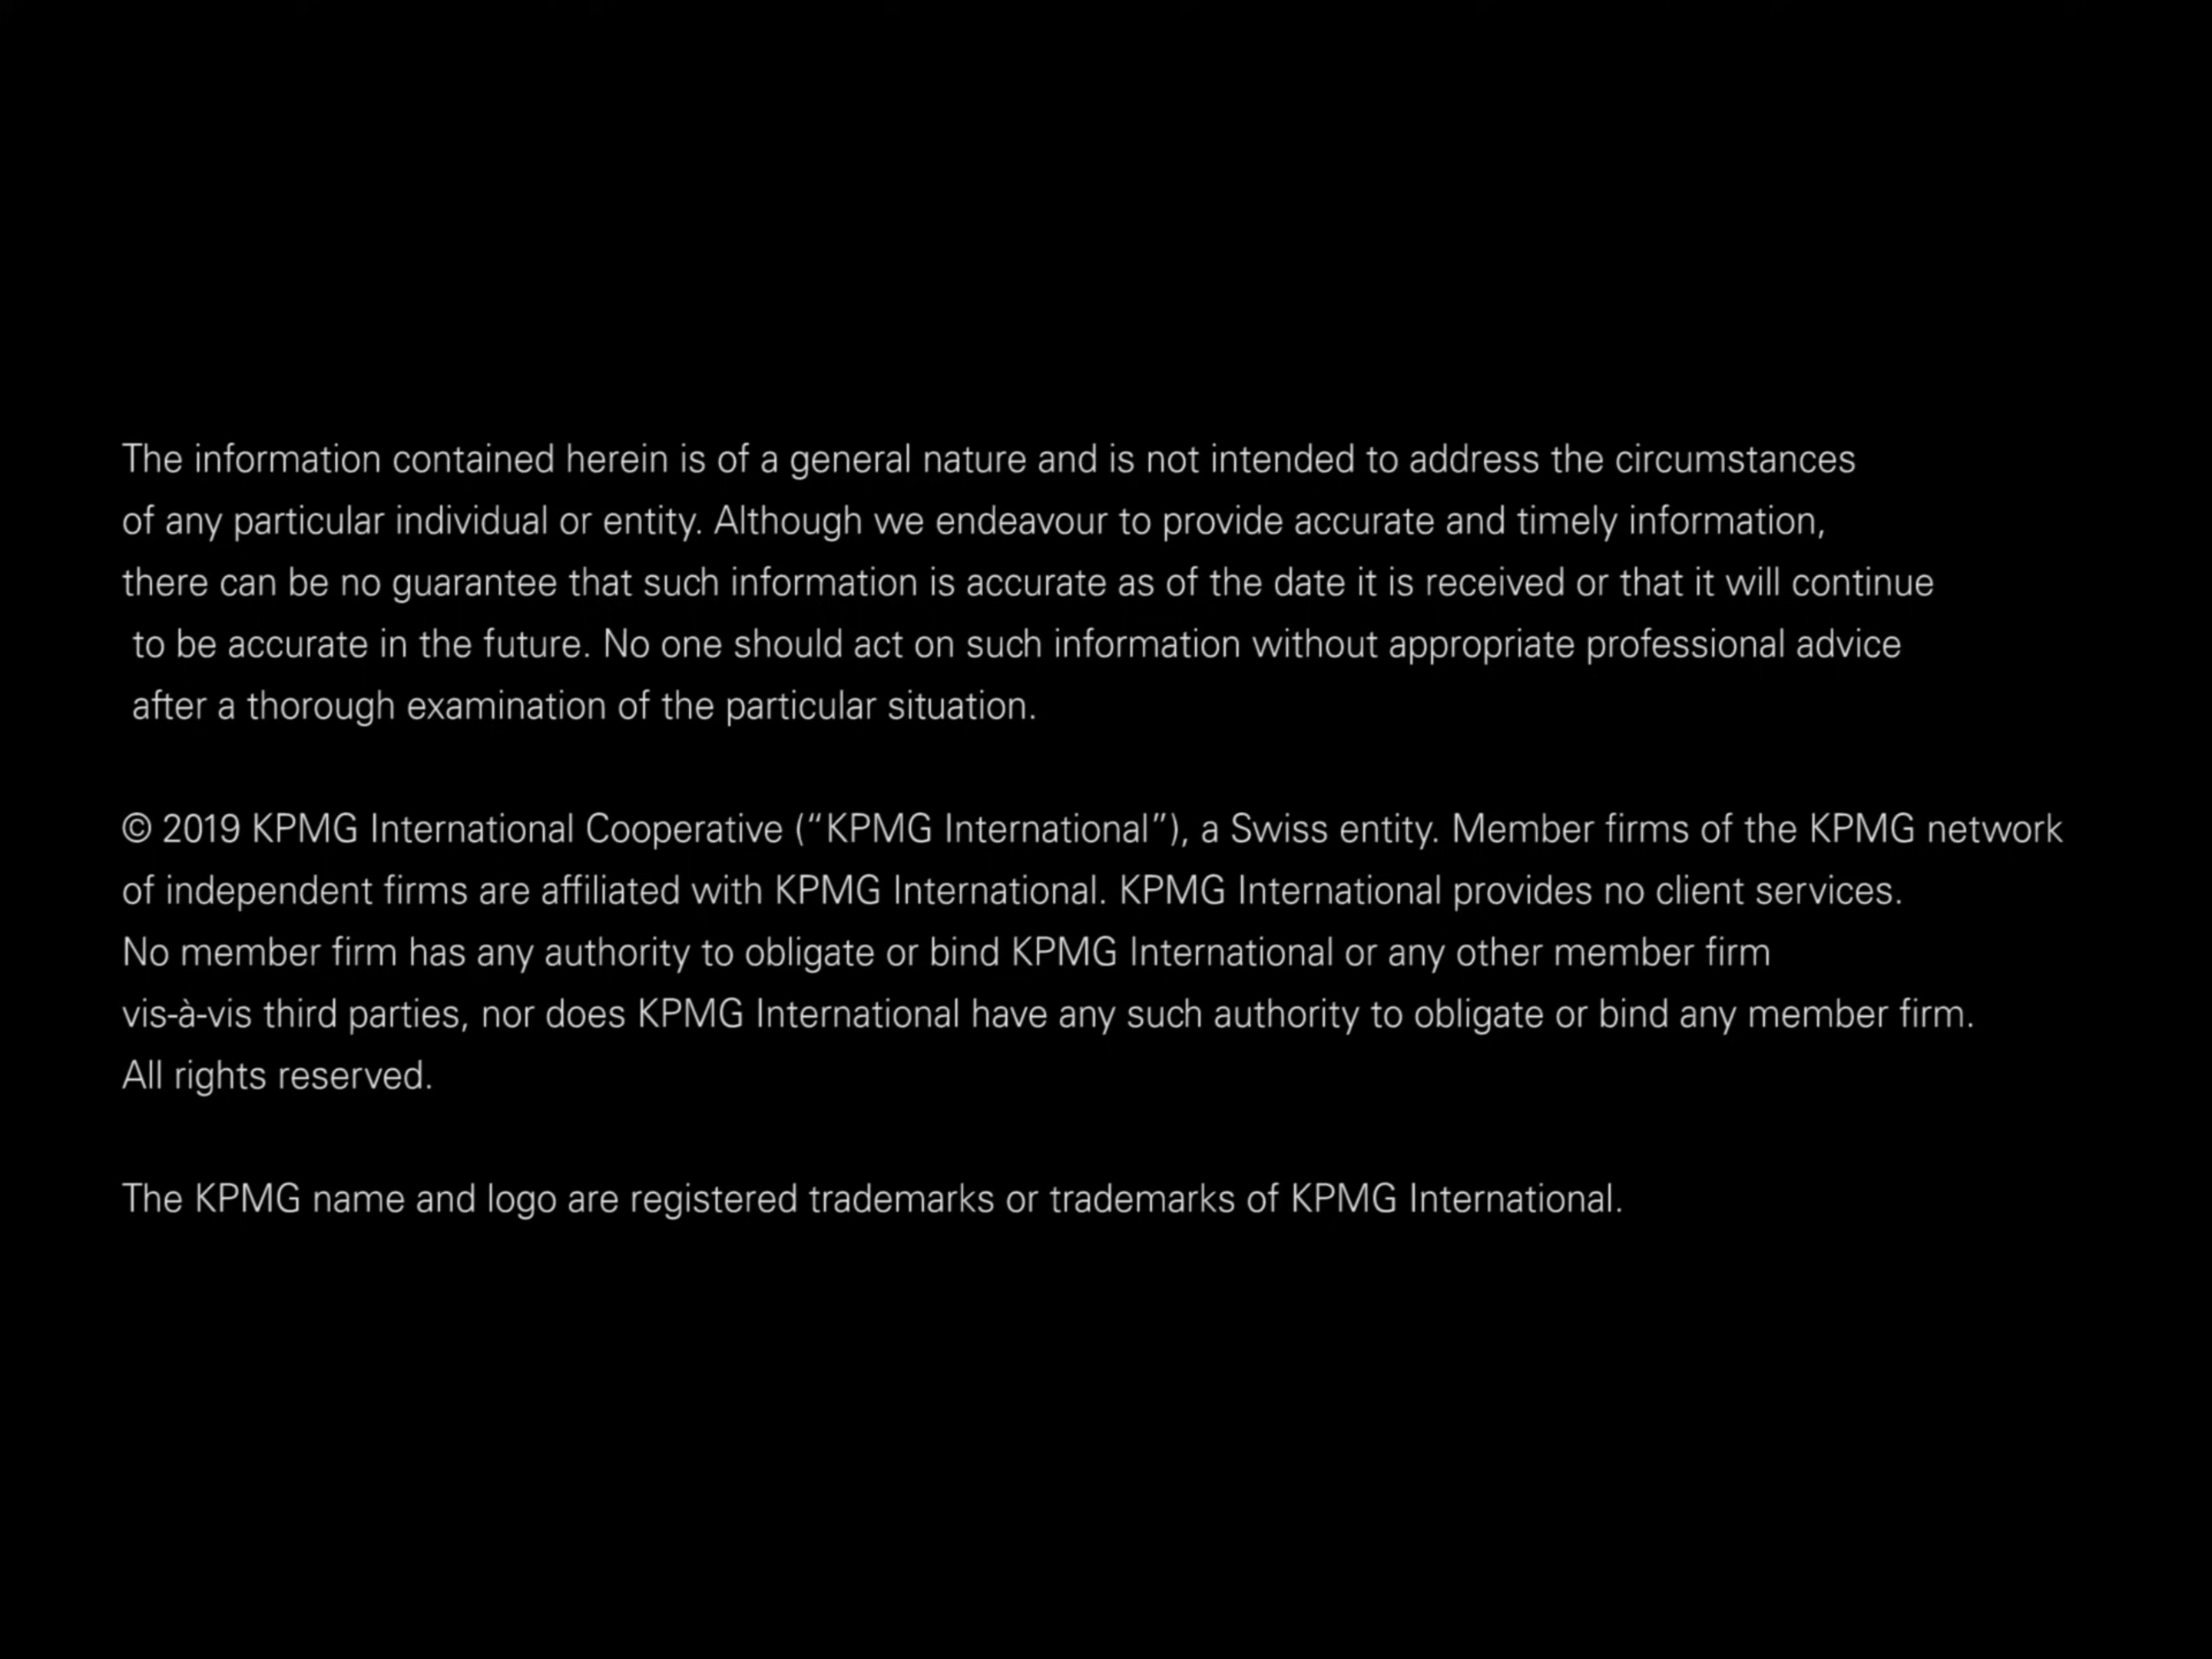 The information contained herein is of a general nature and is not intended to address the circumstances
of any particular individual or entity. Although we endeavour to provide accurate and timely information,
there can be no guarantee that such information is accurate as of the date it is received or that it will continue
to be accurate in the future. No one should act on such information without appropriate professional advice
after a thorough examination of the particular situation.
© 2019 KPMG International Cooperative (“KPMG International”), a Swiss entity. Member firms of the KPMG network
of independent firms are affiliated with KPMG International. KPMG International provides no client services.
No member firm has any authority to obligate or bind KPMG International or any other member firm
vis-à-vis third parties, nor does KPMG International have any such authority to obligate or bind any member firm.
All rights reserved.
The KPMG name and logo are registered trademarks or trademarks of KPMG International.